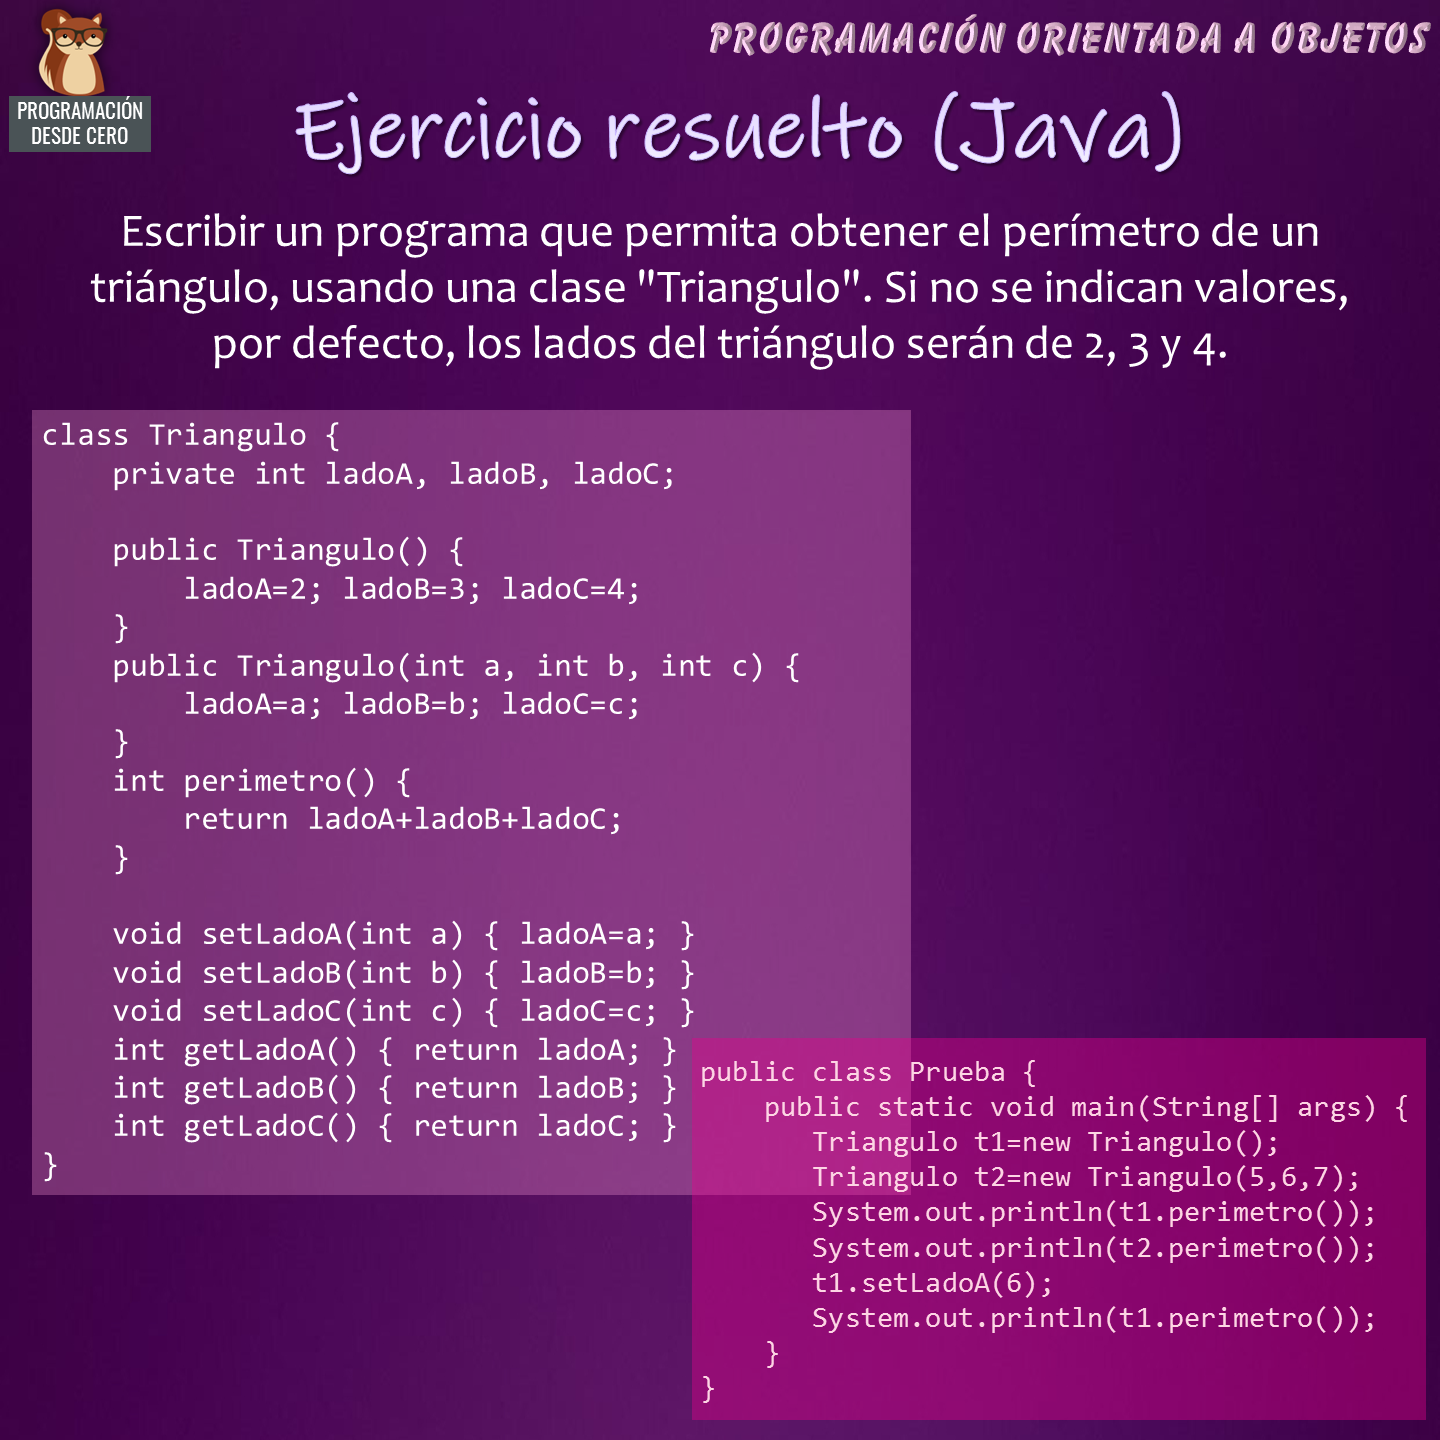 PROGRAMACIÓN ORIENTADA A OBJETOS
PROGRAMACIÓN
DESDE CERO
Ejercicio resuelto (Java)
Escribir un programa que permita obtener el perímetro de un
triángulo, usando una clase "Triangulo". Si no se indican valores,
por defecto, los lados del triángulo serán de 2, 3 y 4.
class Triangulo {
    private int ladoA, ladoB, ladoC;

    public Triangulo() {
        ladoA=2; ladoB=3; ladoC=4;
    }
    public Triangulo(int a, int b, int c) {
        ladoA=a; ladoB=b; ladoC=c;
    }
    int perimetro() {
        return ladoA+ladoB+ladoC;
    }

    void setLadoA(int a) { ladoA=a; }
    void setLadoB(int b) { ladoB=b; }
    void setLadoC(int c) { ladoC=c; }
    int getLadoA() { return ladoA; }
    int getLadoB() { return ladoB; }
    int getLadoC() { return ladoC; }
}
public class Prueba {
    public static void main(String[] args) {
       Triangulo t1=new Triangulo();
       Triangulo t2=new Triangulo(5,6,7);
       System.out.println(t1.perimetro());
       System.out.println(t2.perimetro());
       t1.setLadoA(6);
       System.out.println(t1.perimetro());
    }
}